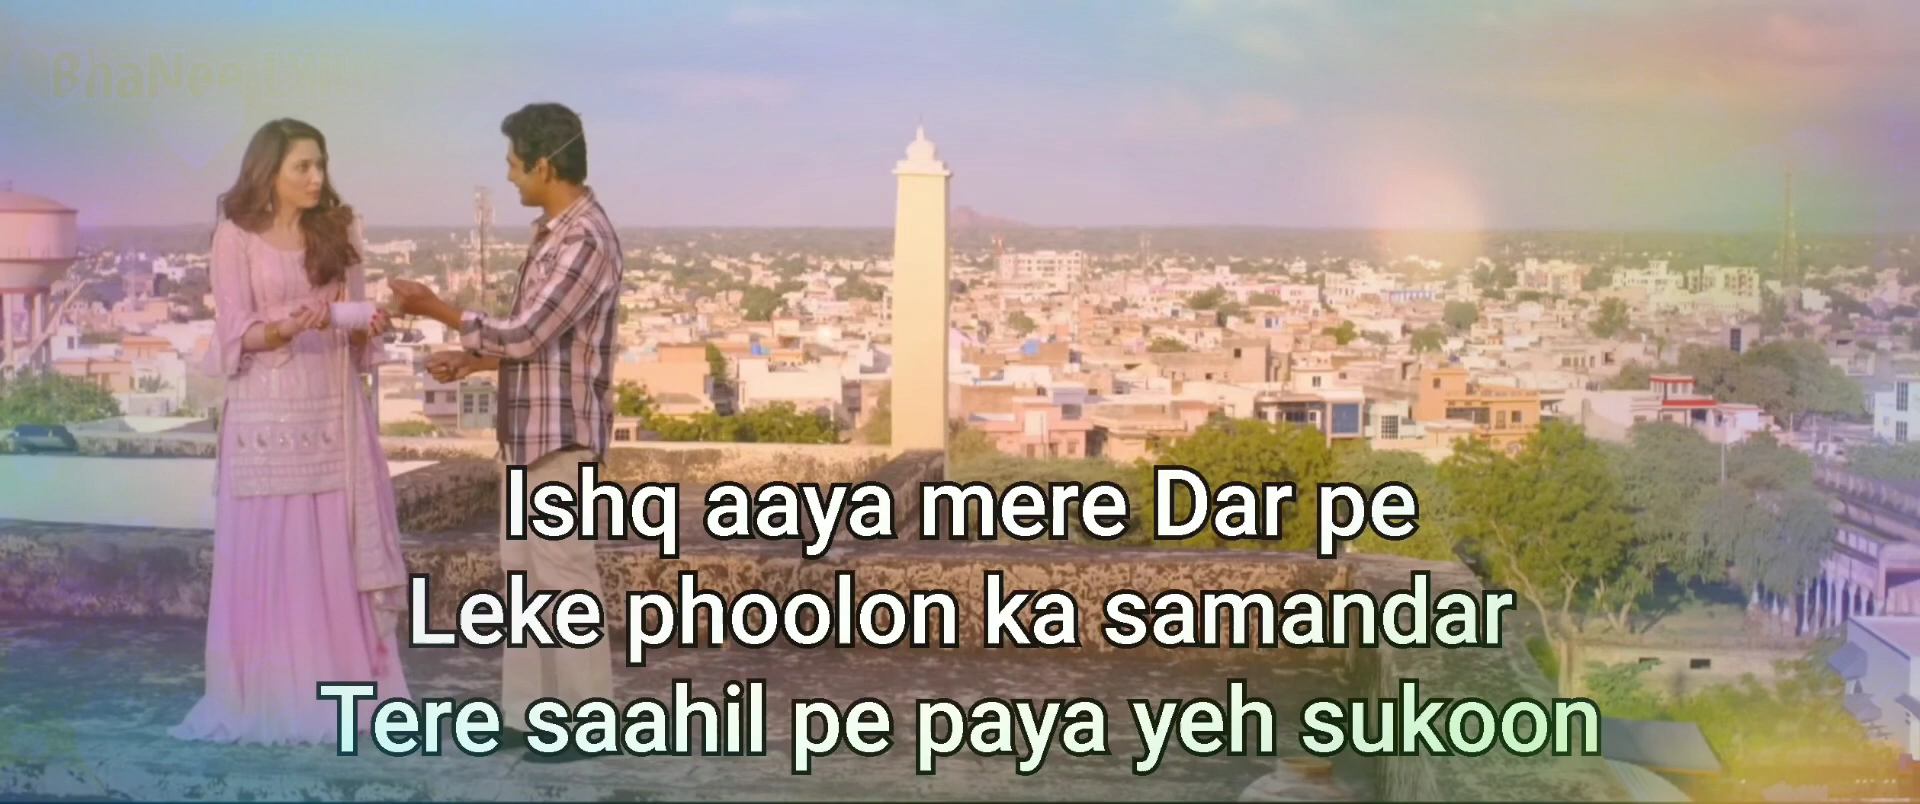 Ishq aaya mere Dar pe
Leke phoolon ka samandar
Tere saahil pe paya yeh sukoon